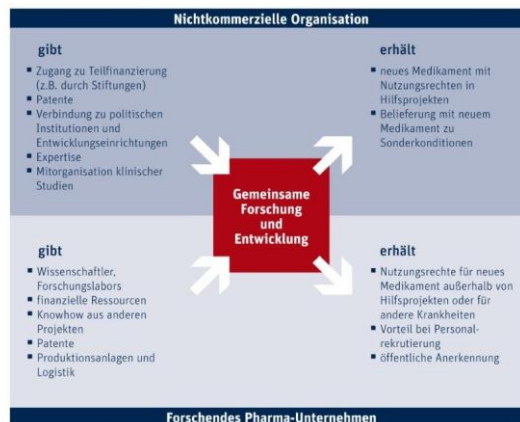 Nichtkommerzielle Organisation
gibt
▪ Zugang zu Teilfinanzierung
(z.B. durch Stiftungen)
▪ Patente
▪ Verbindung zu politischen
Institutionen und
Entwicklungseinrichtungen
▪ Expertise
▪ Mitorganisation klinischer
Studien
erhält
▪ neues Medikament mit
Nutzungsrechten in
Hilfsprojekten
▪ Belieferung mit neuem
Medikament zu
Sonderkonditionen
Gemeinsame
Forschung
und
Entwicklung
gibt
▪ Wissenschaftler,
Forschungslabors
▪ finanzielle Ressourcen
▪ Knowhow aus anderen
Projekten
▪ Patente
▪ Produktionsanlagen und
Logistik
erhält
▪ Nutzungsrechte für neues
Medikament außerhalb von
Hilfsprojekten oder für
andere Krankheiten
▪ Vorteil bei Personal-
rekrutierung
▪ öffentliche Anerkennung
Forschendes Pharma-Unternehmen